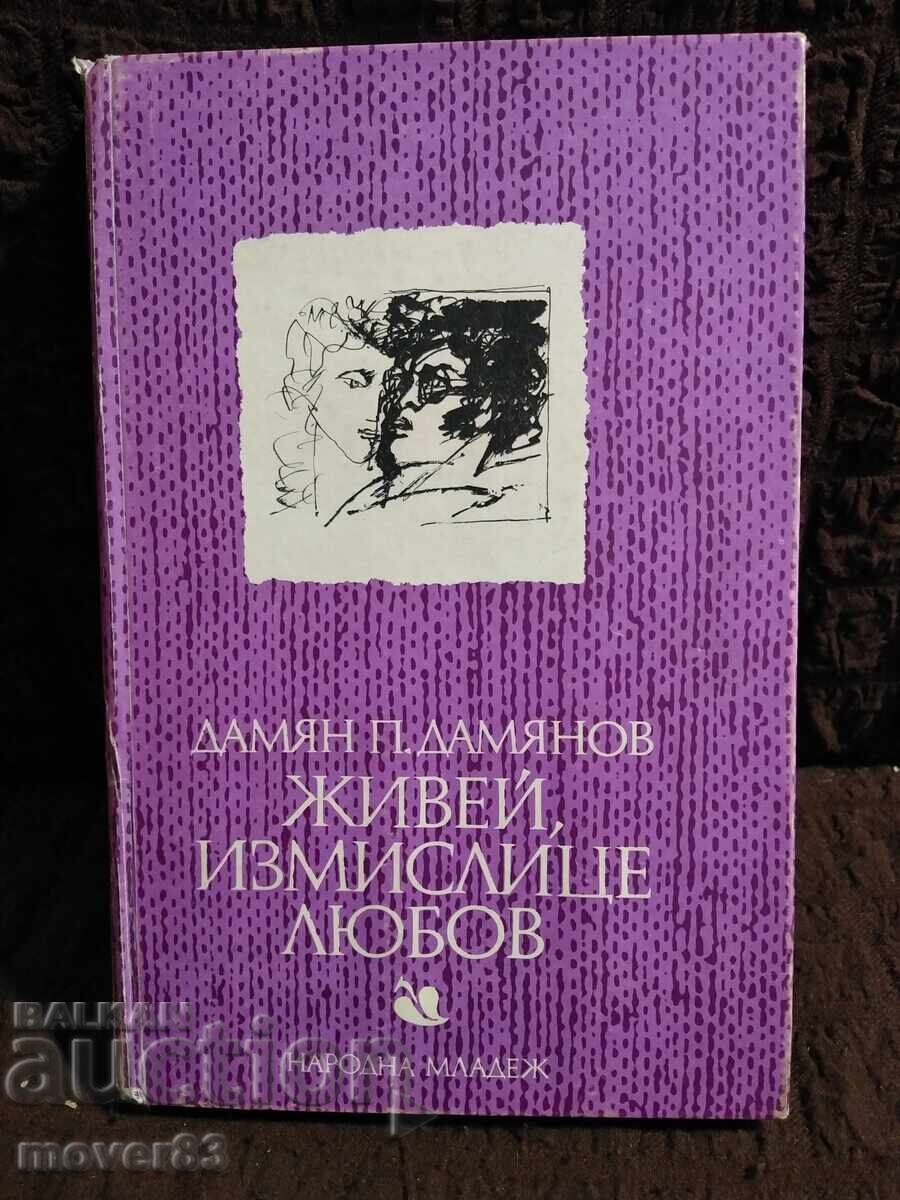 ДАМЯН П. ДАМЯНОВ
ЖИВЕЙ,
ИЗМИСЛИЦЕ
ЛЮБОВ
НАРОДНА МЛАДЕЖ
BALKAN
auction
mover83